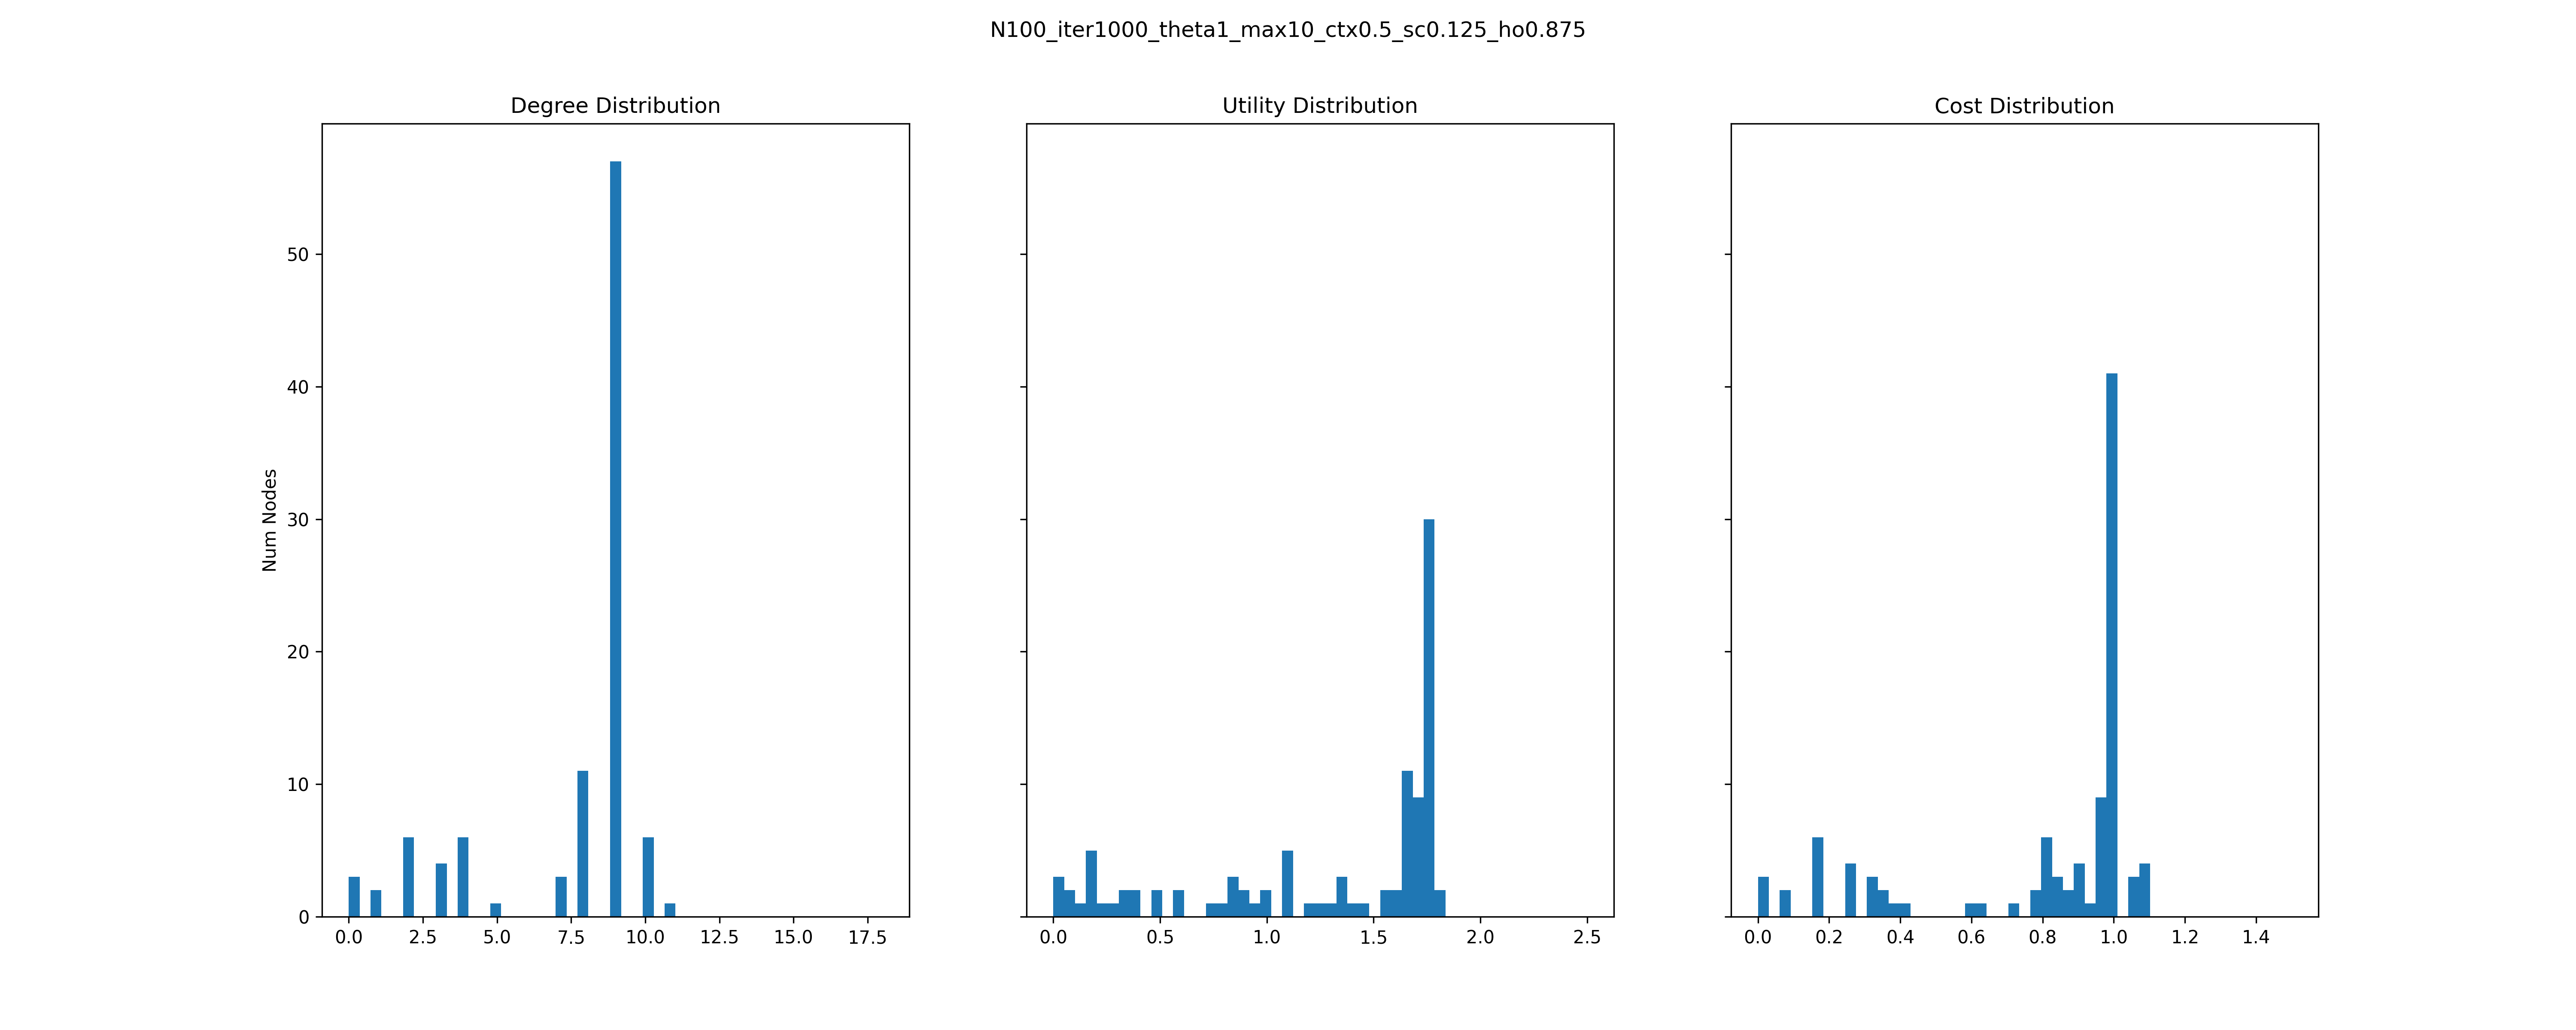 N100_iter1000_theta1_max10_ctx0.5_sc0.125_ho0.875
Degree Distribution
Utility Distribution
Cost Distribution
Num Nodes
50
40
30
20
10
0
0.0 2.5 5.0 7.5 10.0 12.5 15.0 17.5
0.0 0.5 1.0 1.5 2.0 2.5
0.0 0.2 0.4 0.6 0.8 1.0 1.2 1.4